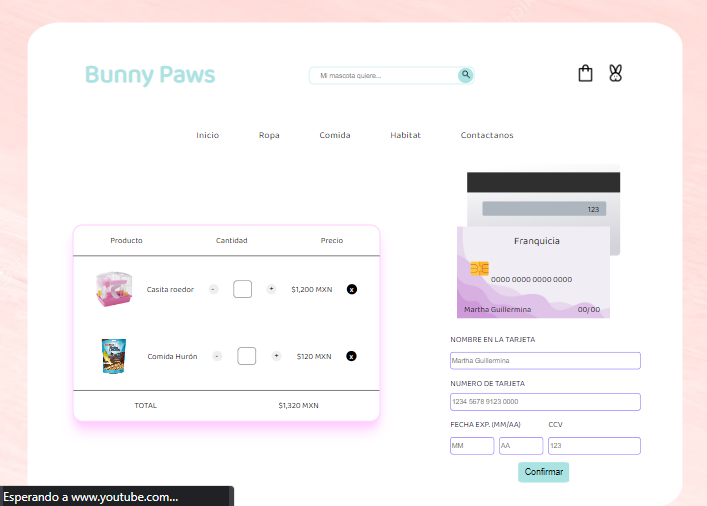 Bunny Paws
Mi mascota quiere...
Inicio Ropa Comida Habitat Contactanos
123
Franquicia
0000 0000 0000 0000
Martha Guillermina 00/00
Producto Cantidad Precio
Casita roedor - + $1,200 MXN x
Comida Hurón - + $120 MXN x
TOTAL $1,320 MXN
NOMBRE EN LA TARJETA
Martha Guillermina
NUMERO DE TARJETA
1234 5678 9123 0000
FECHA EXP. (MM/AA) CCV
MM AA 123
Confirmar
Esperando a www.youtube.com...